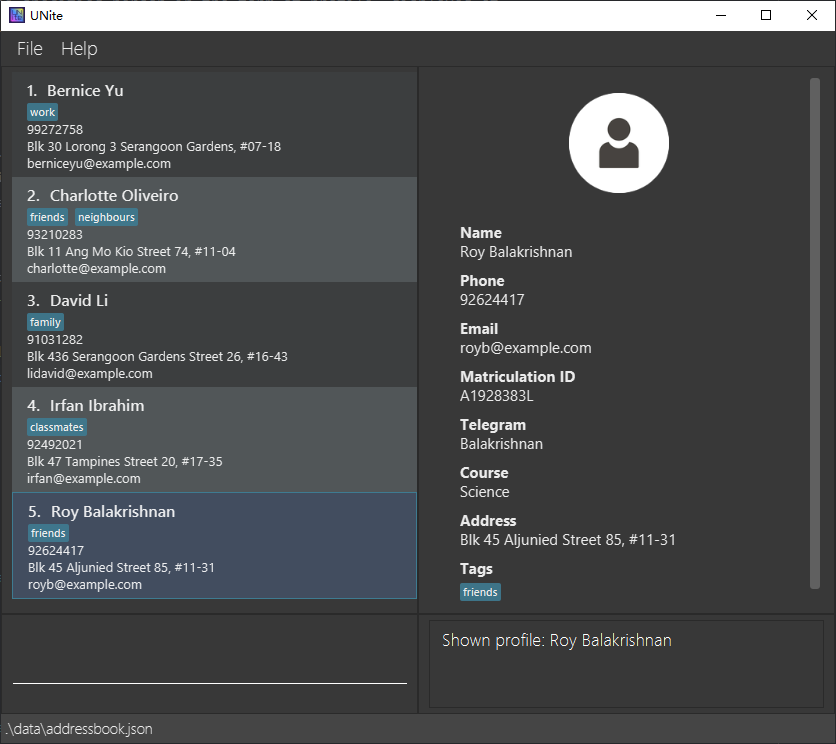 UNite
File Help
1. Bernice Yu
work
99272758
Blk 30 Lorong 3 Serangoon Gardens, #07-18
berniceyu@example.com
2. Charlotte Oliveiro
friends neighbours
93210283
Blk 11 Ang Mo Kio Street 74, #11-04
charlotte@example.com
3. David Li
family
91031282
Blk 436 Serangoon Gardens Street 26, #16-43
lidavid@example.com
4. Irfan Ibrahim
classmates
92492021
Blk 47 Tampines Street 20, #17-35
irfan@example.com
5. Roy Balakrishnan
friends
92624417
Blk 45 Aljunied Street 85, #11-31
royb@example.com
Name
Roy Balakrishnan
Phone
92624417
Email
royb@example.com
Matriculation ID
A1928383L
Telegram
Balakrishnan
Course
Science
Address
Blk 45 Aljunied Street 85, #11-31
Tags
friends
Shown profile: Roy Balakrishnan
.\data\addressbook.json